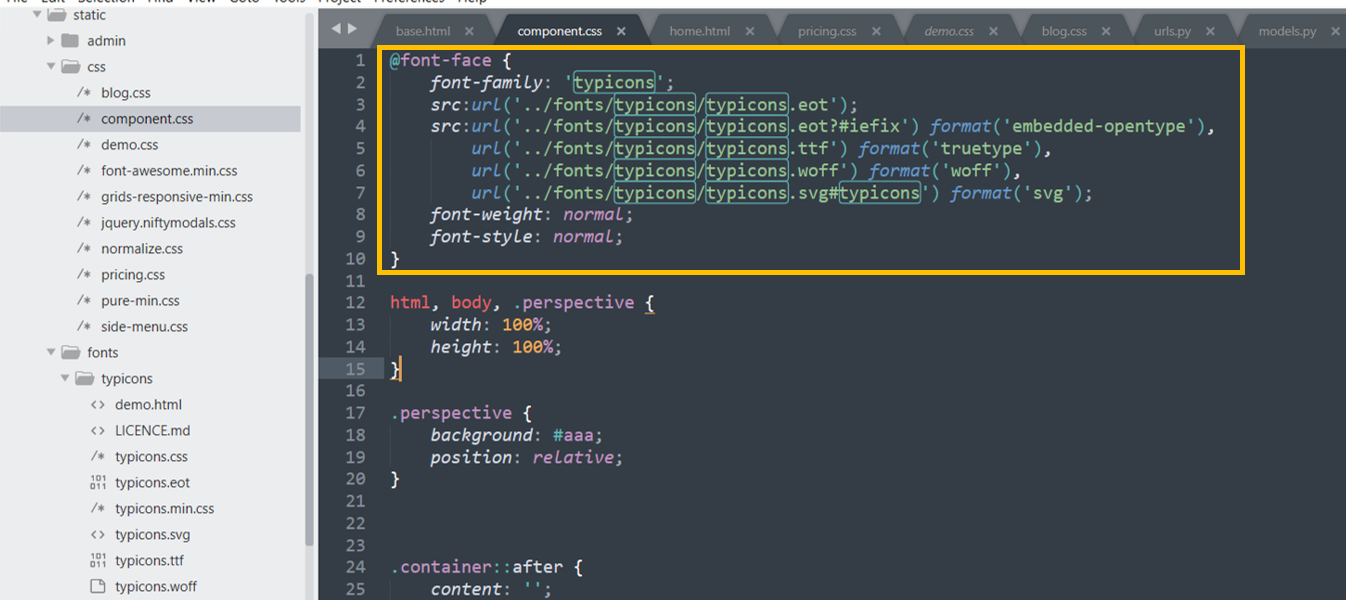 File Edit Selection Find View Goto Tools Project Preferences Help
static
admin
css
/* blog.css
/* component.css
/* demo.css
/* font-awesome.min.css
/* grids-responsive-min.css
/* jquery.niftymodals.css
/* normalize.css
/* pricing.css
/* pure-min.css
/* side-menu.css
fonts
typicons
<> demo.html
<> LICENCE.md
/* typicons.css
typicons.eot
/* typicons.min.css
<> typicons.svg
typicons.ttf
typicons.woff
base.html × component.css × home.html × pricing.css × demo.css × blog.css × urls.py × models.py ×
1 @font-face {
2 font-family: 'typicons';
3 src:url('../fonts/typicons/typicons.eot');
4 src:url('../fonts/typicons/typicons.eot?#iefix') format('embedded-opentype'),
5 url('../fonts/typicons/typicons.ttf') format('truetype'),
6 url('../fonts/typicons/typicons.woff') format('woff'),
7 url('../fonts/typicons/typicons.svg#typicons') format('svg');
8 font-weight: normal;
9 font-style: normal;
10 }
11
12 html, body, .perspective {
13 width: 100%;
14 height: 100%;
15 }
16
17 .perspective {
18 background: #aaa;
19 position: relative;
20 }
21
22
23
24 .container::after {
25 content: '';